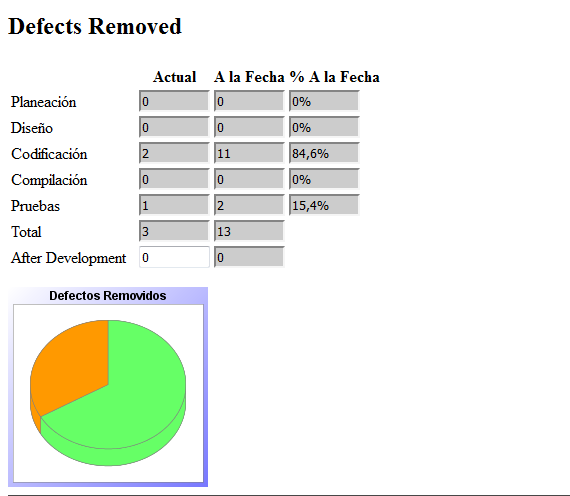 Defects Removed
Actual A la Fecha % A la Fecha
Planeación 0 0 0%
Diseño 0 0 0%
Codificación 2 11 84,6%
Compilación 0 0 0%
Pruebas 1 2 15,4%
Total 3 13
After Development 0 0
Defectos Removidos